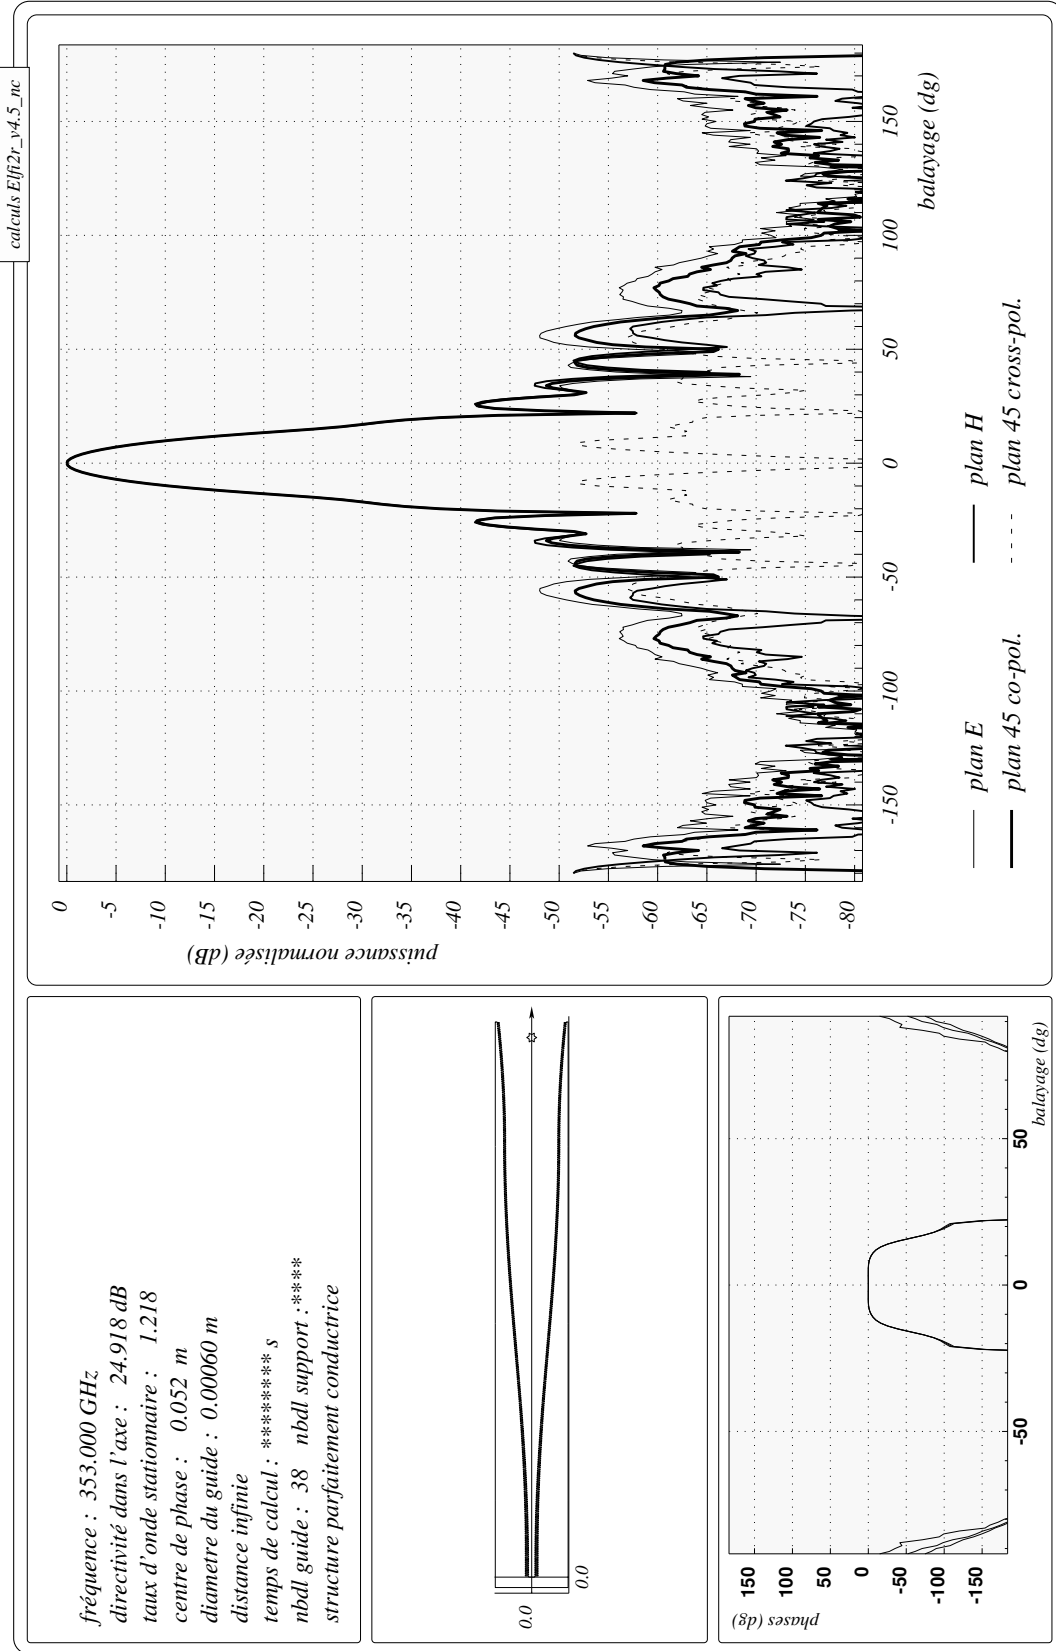 calculs Elfi2r_v4.5_nc
fréquence : 353.000 GHz
directivité dans l'axe : 24.918 dB
taux d'onde stationnaire : 1.218
centre de phase : 0.052 m
diametre du guide : 0.00060 m
distance infinie
temps de calcul : ******** s
nbdl guide : 38 nbdl support :****
structure parfaitement conductrice
0.0
0.0
150
100
50
0
-50
-100
-150
phases (dg)
-50
0
50
balayage (dg)
0
-5
-10
-15
-20
-25
-30
-35
-40
-45
-50
-55
-60
-65
-70
-75
-80
puissance normalisée (dB)
-150
-100
-50
0
50
100
150
balayage (dg)
plan E
plan H
plan 45 co-pol.
plan 45 cross-pol.